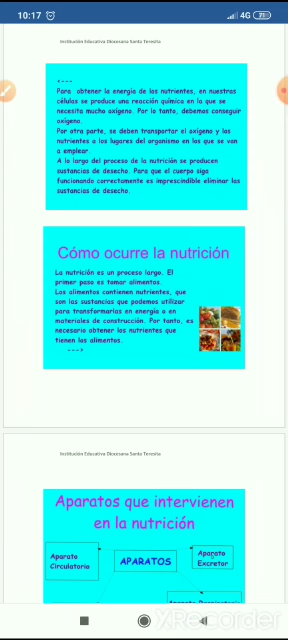 10:17
4G 21
Institución Educativa Diocesana Santa Teresita
<---
Para obtener la energía de los nutrientes, en nuestras
células se produce una reacción química en la que se
necesita mucho oxígeno. Por lo tanto, debemos conseguir
oxígeno.
Por otra parte, se deben transportar el oxígeno y los
nutrientes a los lugares del organismo en los que se van
a emplear.
A lo largo del proceso de la nutrición se producen
sustancias de desecho. Para que el cuerpo siga
funcionando correctamente es imprescindible eliminar las
sustancias de desecho.
Cómo ocurre la nutrición
La nutrición es un proceso largo. El
primer paso es tomar alimentos.
Los alimentos contienen nutrientes, que
son las sustancias que podemos utilizar
para transformarlas en energía o en
materiales de construcción. Por tanto, es
necesario obtener los nutrientes que
tienen los alimentos.
--->
Institución Educativa Diocesana Santa Teresita
Aparatos que intervienen
en la nutrición
Aparato
Circulatorio
APARATOS
Aparato
Excretor
Aparato Respiratorio
XRecorder